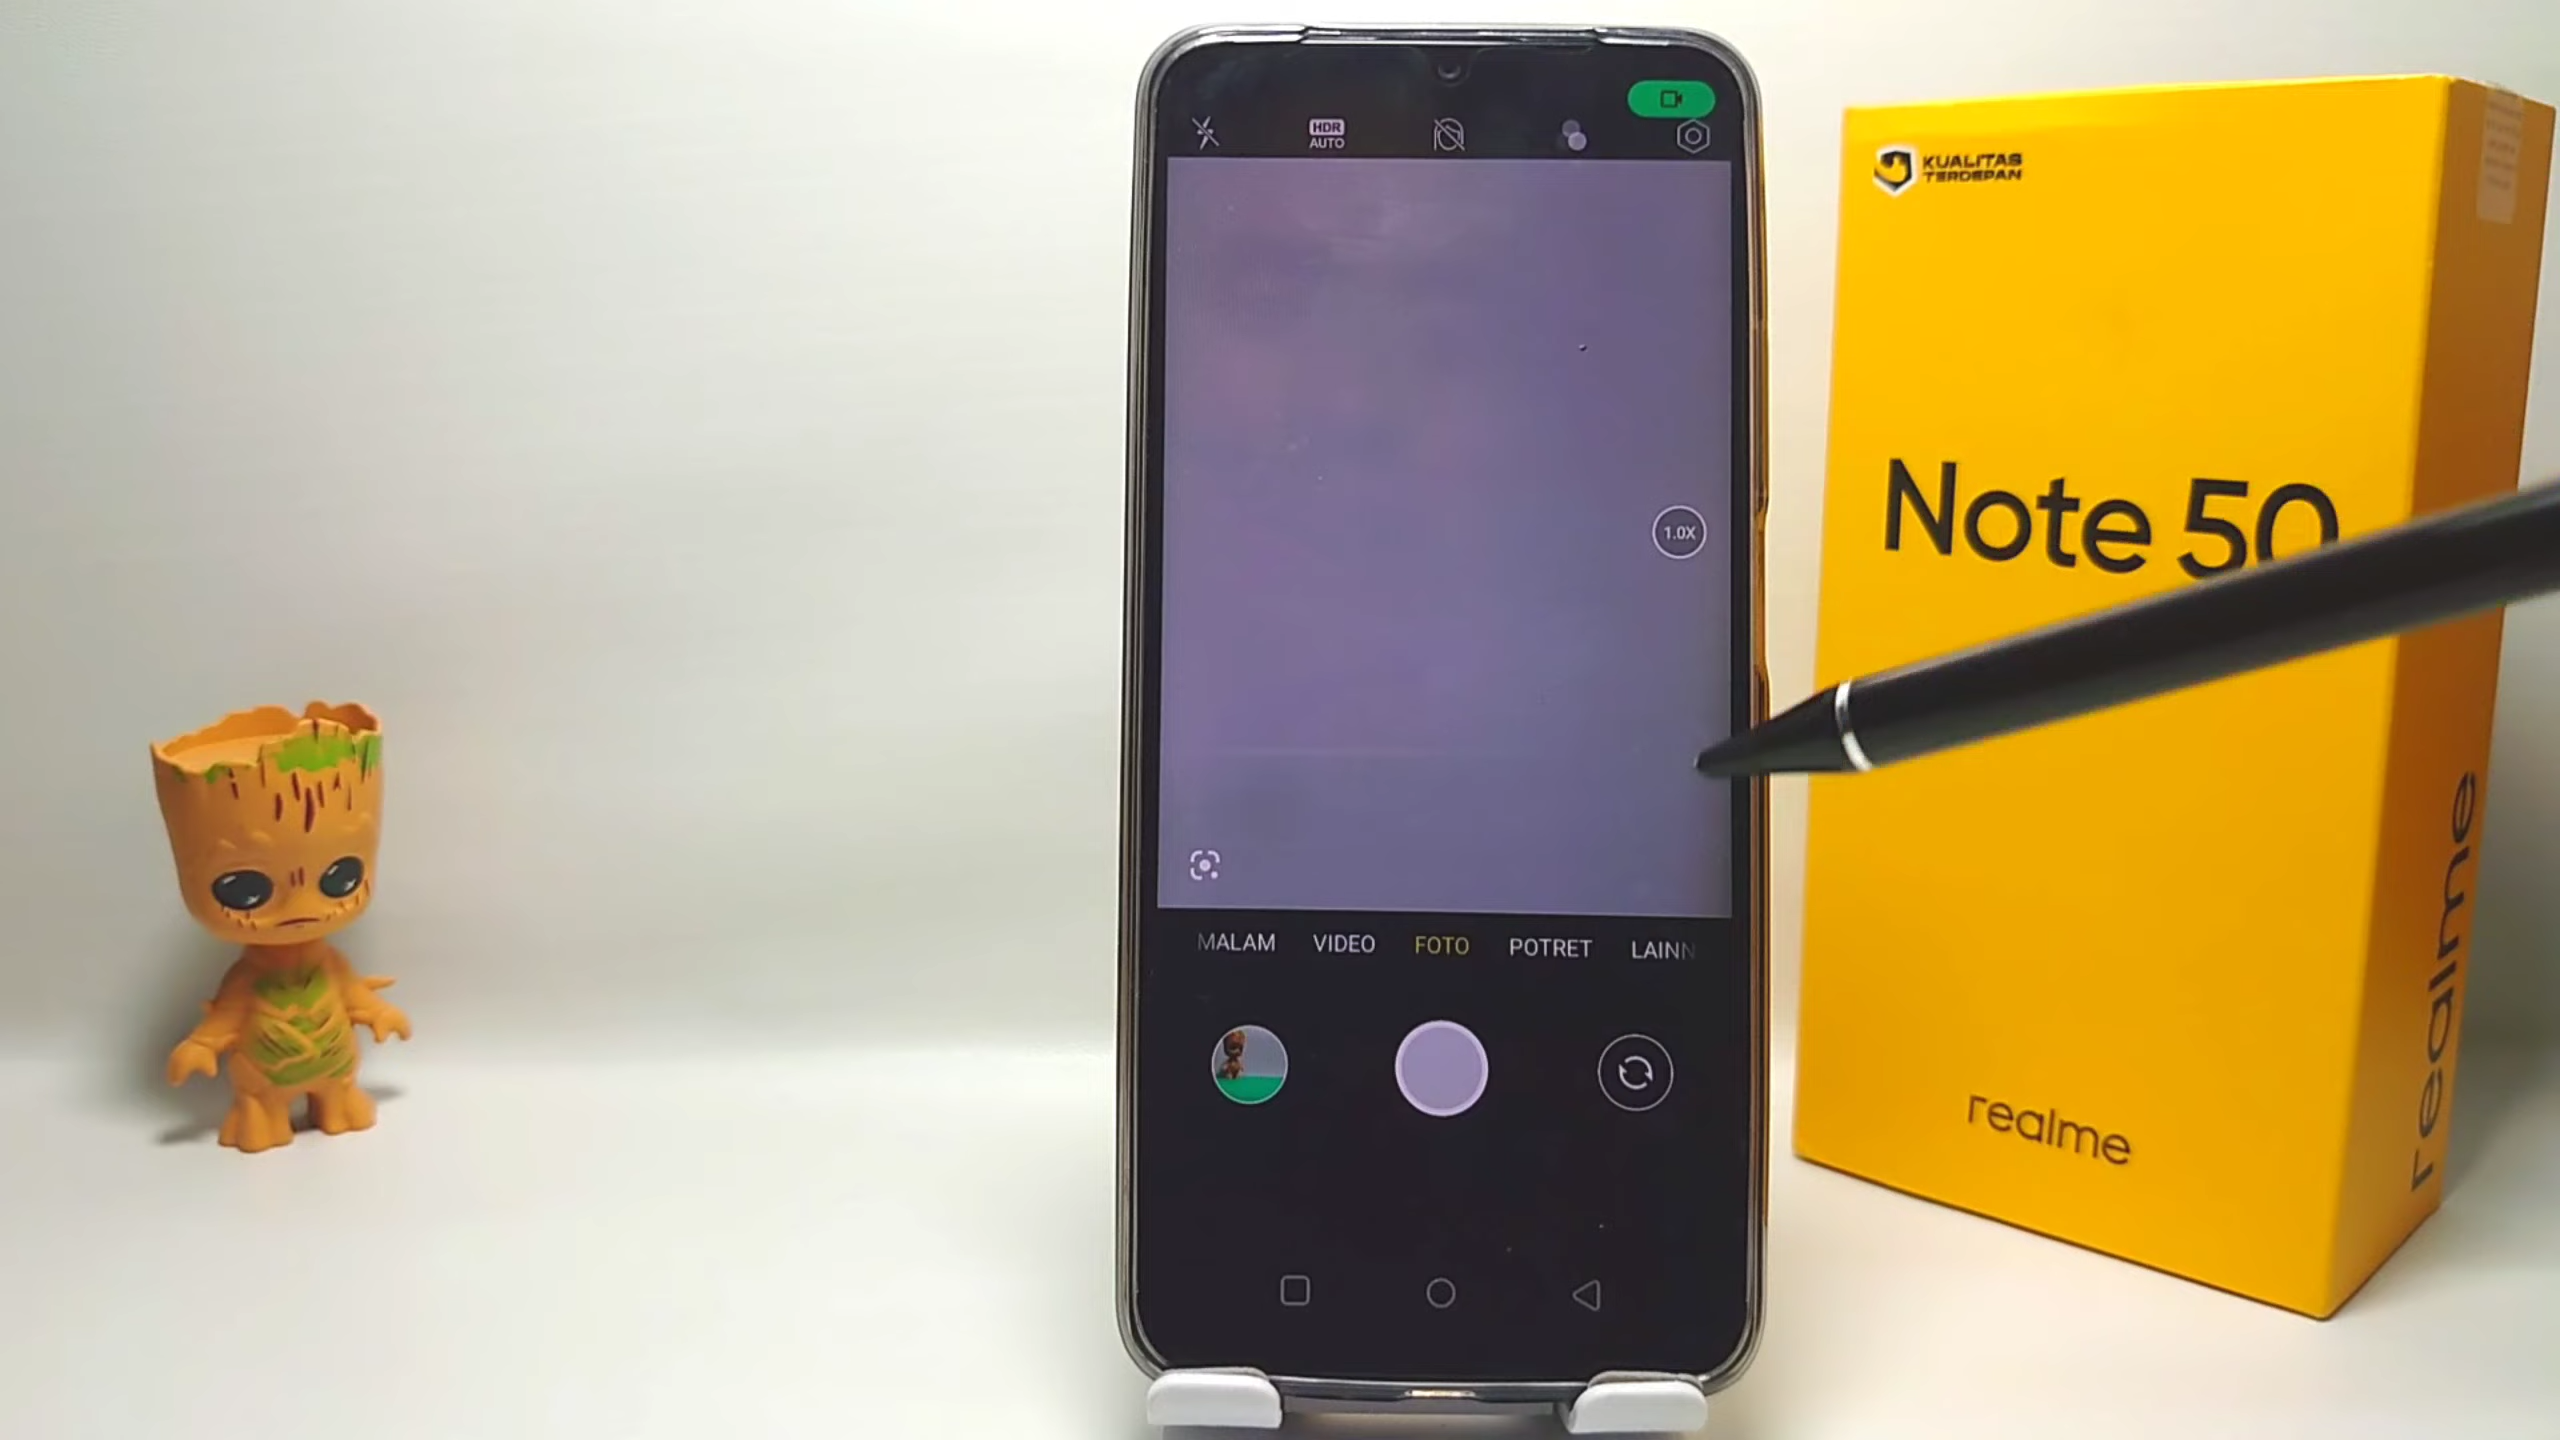 HDR
AUTO
1.0X
MALAM VIDEO FOTO POTRET LAINN
KUALITAS
TERDEPAN
Note 50
realme
realme